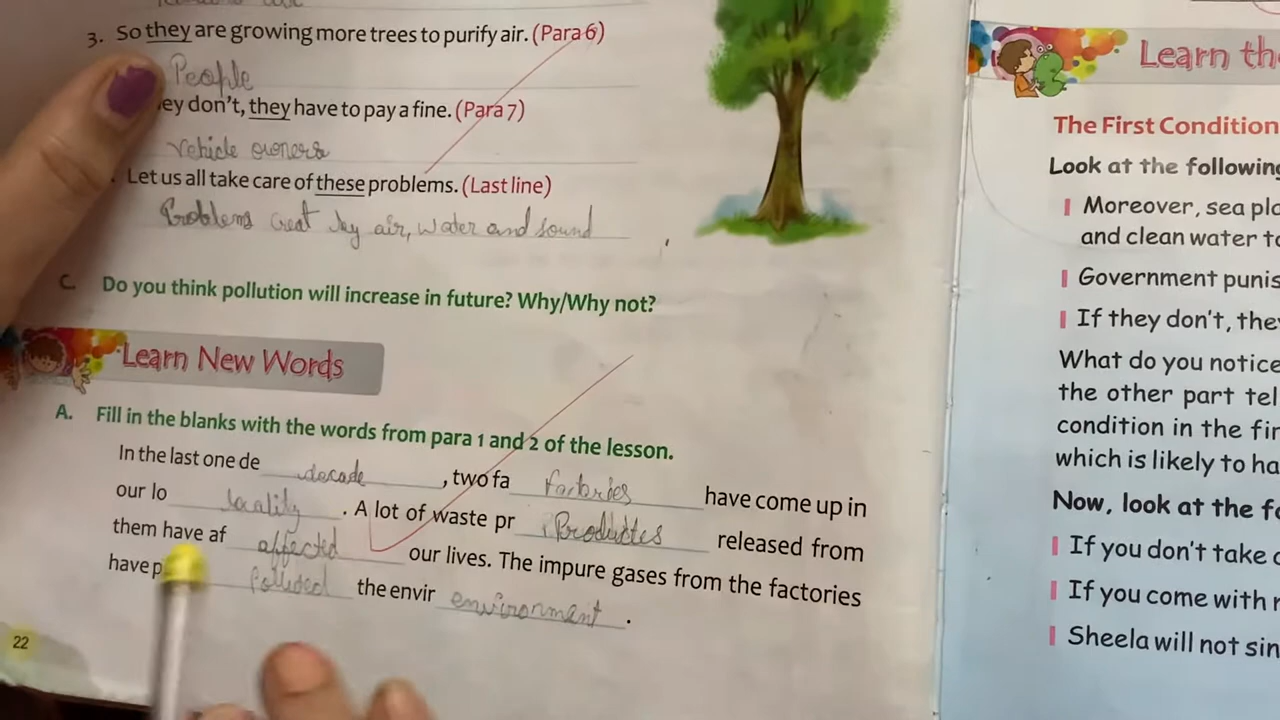 3. So they are growing more trees to purify air. (Para 6)
People
ey don't, they have to pay a fine. (Para 7)
vehicle owners
. Let us all take care of these problems. (Last line)
Problems creat by air, water and sound
C. Do you think pollution will increase in future? Why/Why not?
Learn New Words
A. Fill in the blanks with the words from para 1 and 2 of the lesson.
In the last one de decade , two fa factories have come up in
our lo locality . A lot of waste pr Productes released from
them have af affected our lives. The impure gases from the factories
have p polluted the envir environment .
22
Learn th
The First Condition
Look at the following
Moreover, sea pla
and clean water to
Government punis
If they don't, they
What do you notice
the other part tel
condition in the fir
which is likely to ha
Now, look at the fo
If you don't take c
If you come with r
Sheela will not sin